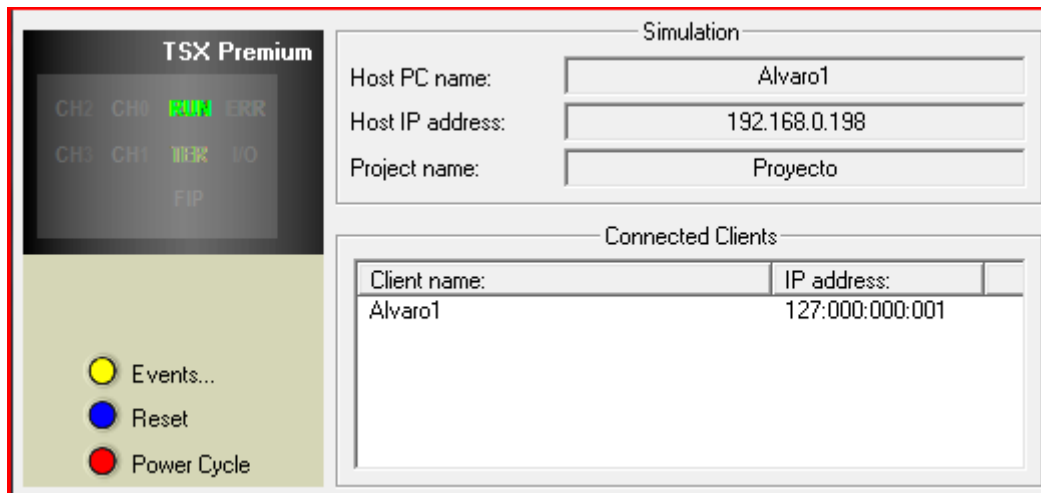 TSX Premium
CH2 CH0 RUN ERR
CH3 CH1 I/O
FIP
Events...
Reset
Power Cycle
Simulation
Host PC name: Alvaro1
Host IP address: 192.168.0.198
Project name: Proyecto
Connected Clients
Client name: IP address:
Alvaro1 127:000:000:001